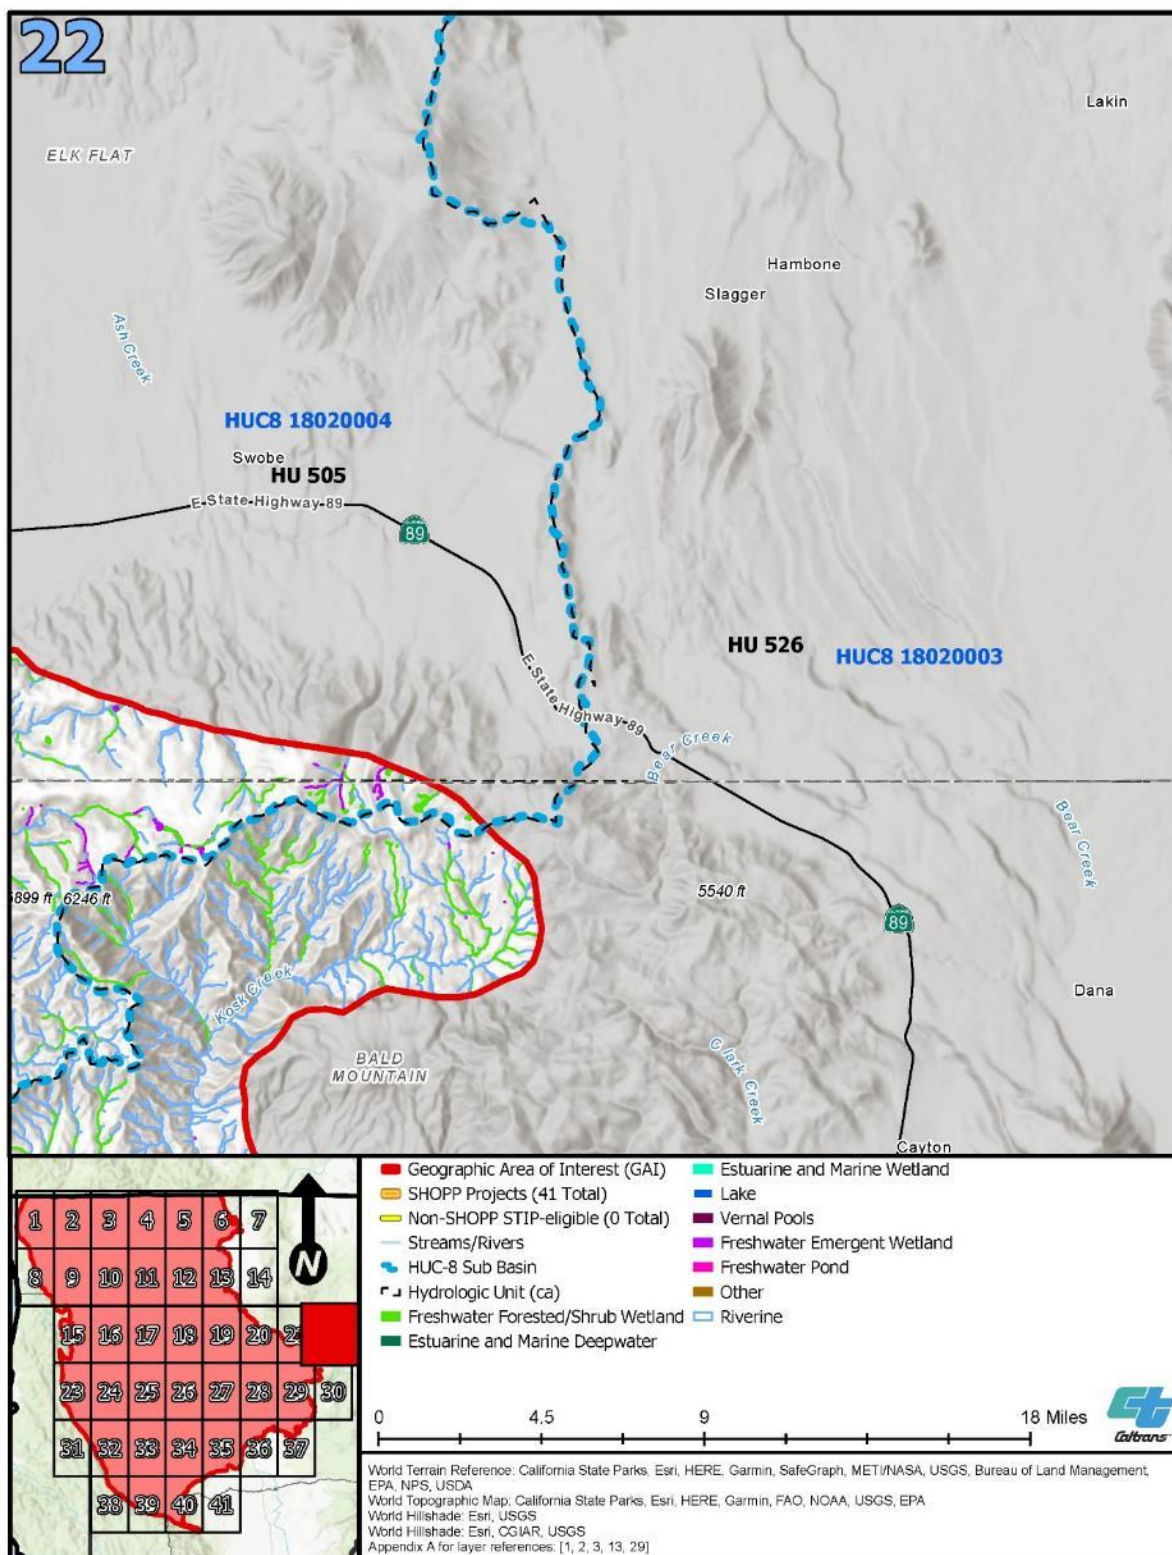 22
Lakin
ELK FLAT
Hambone
Slagger
Ash Creek
HUC8 18020004
Swobe
HU 505
E State Highway 89
89
HU 526
HUC8 18020003
E State Highway 89
Bear Creek
Bear Creek
5899 ft
6246 ft
5540 ft
89
Kosk Creek
Dana
BALD
MOUNTAIN
Clark Creek
Cayton
1 2 3 4 5 6 7
8 9 10 11 12 13 14
15 16 17 18 19 20
23 24 25 26 27 28 29 30
31 32 33 34 35 36 37
38 39 40 41
N
Geographic Area of Interest (GAI)
SHOPP Projects (41 Total)
Non-SHOPP STIP-eligible (0 Total)
Streams/Rivers
HUC-8 Sub Basin
Hydrologic Unit (ca)
Freshwater Forested/Shrub Wetland
Estuarine and Marine Deepwater
Estuarine and Marine Wetland
Lake
Vernal Pools
Freshwater Emergent Wetland
Freshwater Pond
Other
Riverine
0 4.5 9 18 Miles
Caltrans
World Terrain Reference: California State Parks, Esri, HERE, Garmin, SafeGraph, METI/NASA, USGS, Bureau of Land Management,
EPA, NPS, USDA
World Topographic Map: California State Parks, Esri, HERE, Garmin, FAO, NOAA, USGS, EPA
World Hillshade: Esri, USGS
World Hillshade: Esri, CGIAR, USGS
Appendix A for layer references: [1, 2, 3, 13, 29]